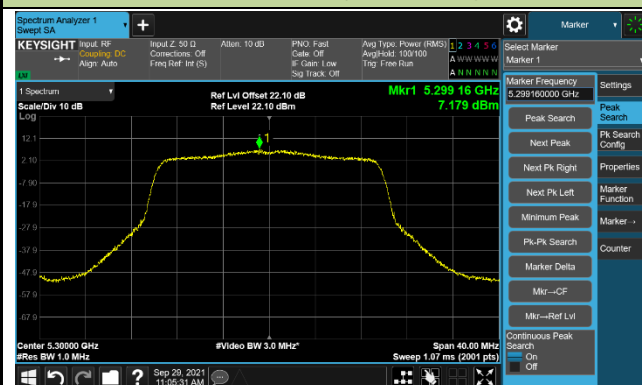 Spectrum Analyzer 1
Swept SA
Marker
KEYSIGHT
Input: RF
Coupling: DC
Align: Auto
Input Z: 50 Ω
Corrections: Off
Freq Ref: Int (S)
Atten: 10 dB
PNO: Fast
Gate: Off
IF Gain: Low
Sig Track: Off
Avg Type: Power (RMS)
Avg|Hold: 100/100
Trig: Free Run
1 2 3 4 5 6
A W W W W W
A N N N N N
LXI
Select Marker
Marker 1
1 Spectrum
Scale/Div 10 dB
Log
Ref Lvl Offset 22.10 dB
Ref Level 22.10 dBm
Mkr1 5.299 16 GHz
7.179 dBm
1
12.1
2.10
-7.90
-17.9
-27.9
-37.9
-47.9
-57.9
-67.9
Center 5.30000 GHz
#Res BW 1.0 MHz
#Video BW 3.0 MHz*
Span 40.00 MHz
Sweep 1.07 ms (2001 pts)
Marker Frequency
5.299160000 GHz
Peak Search
Next Peak
Next Pk Right
Next Pk Left
Minimum Peak
Pk-Pk Search
Marker Delta
Mkr→CF
Mkr→Ref Lvl
Continuous Peak
Search
On
Off
Settings
Peak
Search
Pk Search
Config
Properties
Marker
Function
Marker→
Counter
?
Sep 29, 2021
11:05:31 AM